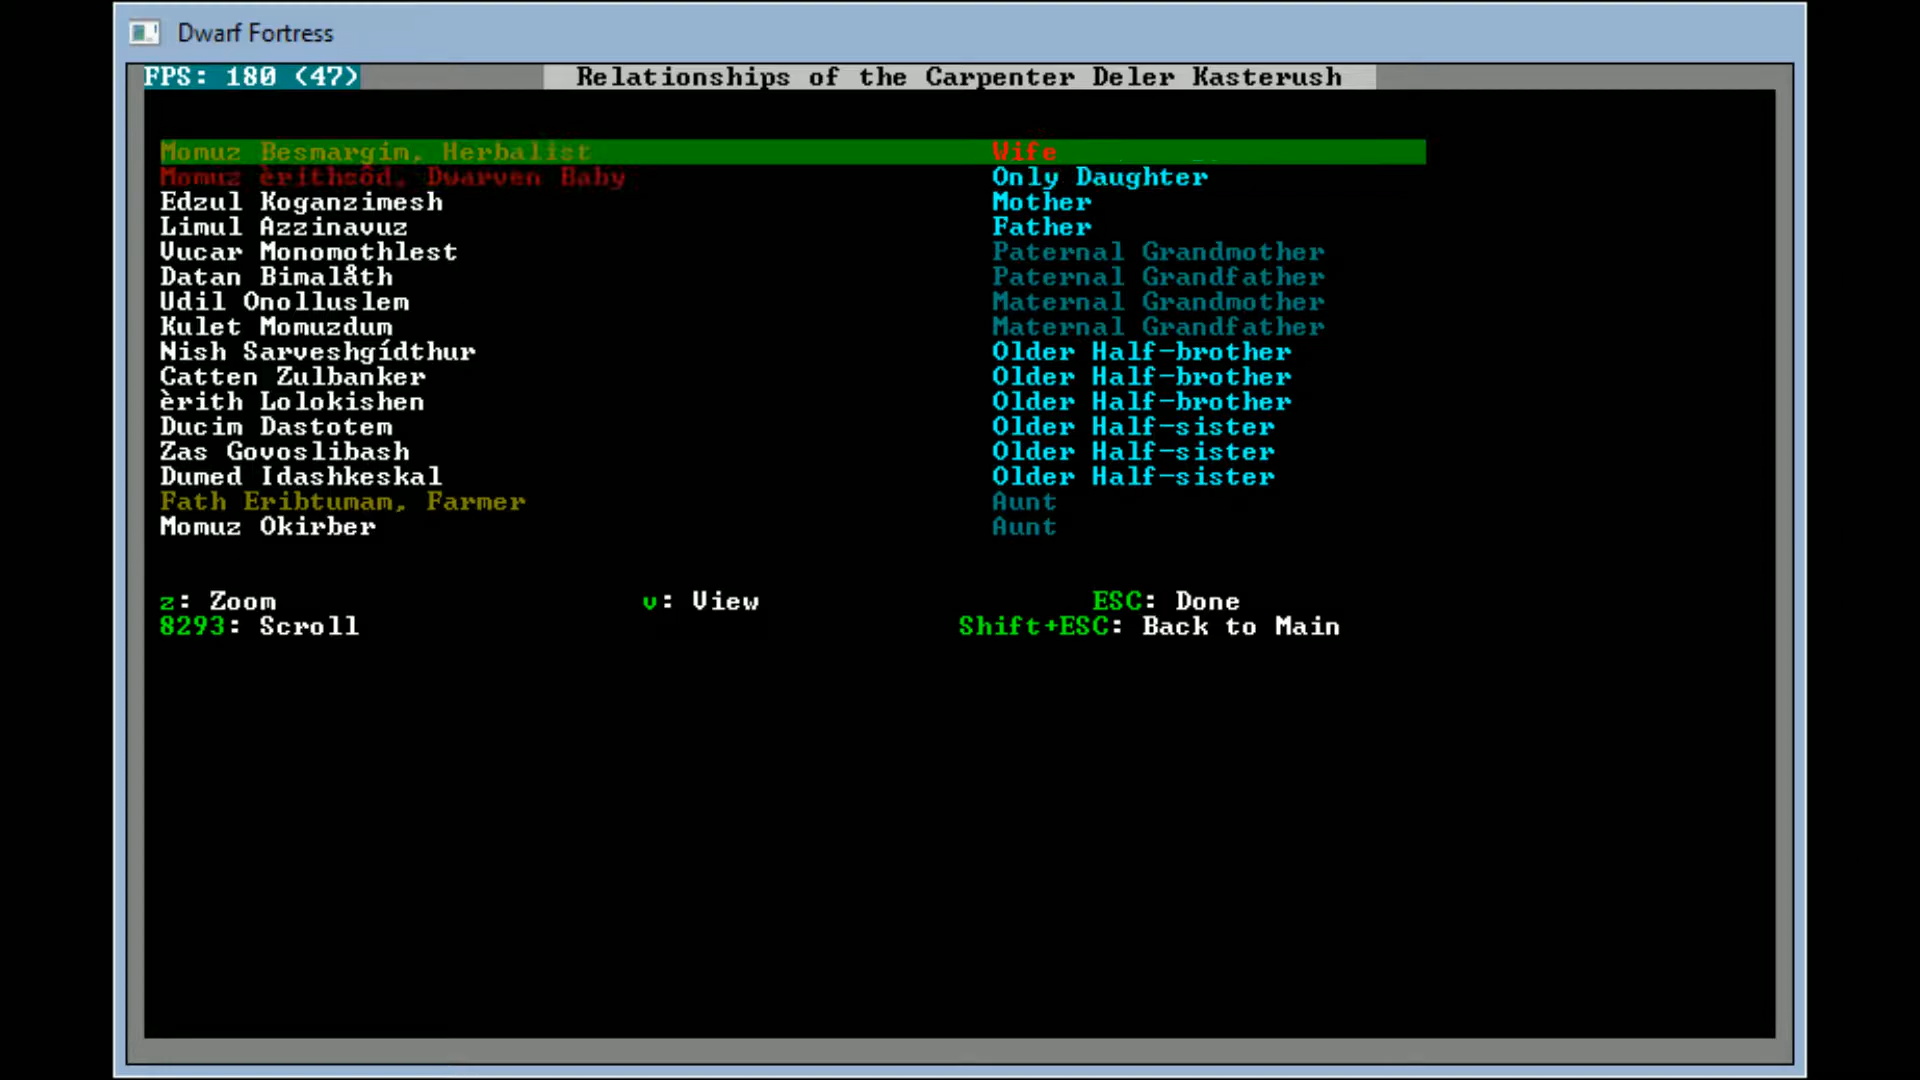 Dwarf Fortress
FPS: 180 (47) Relationships of the Carpenter Deler Kasterush
Momuz Besmargim, Herbalist Wife
Momuz èrithsôd, Dwarven Baby Only Daughter
Edzul Koganzimesh Mother
Limul Azzinavuz Father
Vucar Monomothlest Paternal Grandmother
Datan Bimalåth Paternal Grandfather
Udil Onolluslem Maternal Grandmother
Kulet Momuzdum Maternal Grandfather
Nish Sarveshgídthur Older Half-brother
Catten Zulbanker Older Half-brother
èrith Lolokishen Older Half-brother
Ducim Dastotem Older Half-sister
Zas Govoslibash Older Half-sister
Dumed Idashkeskal Older Half-sister
Fath Eribtumam, Farmer Aunt
Momuz Okirber Aunt
z: Zoom v: View ESC: Done
8293: Scroll Shift+ESC: Back to Main